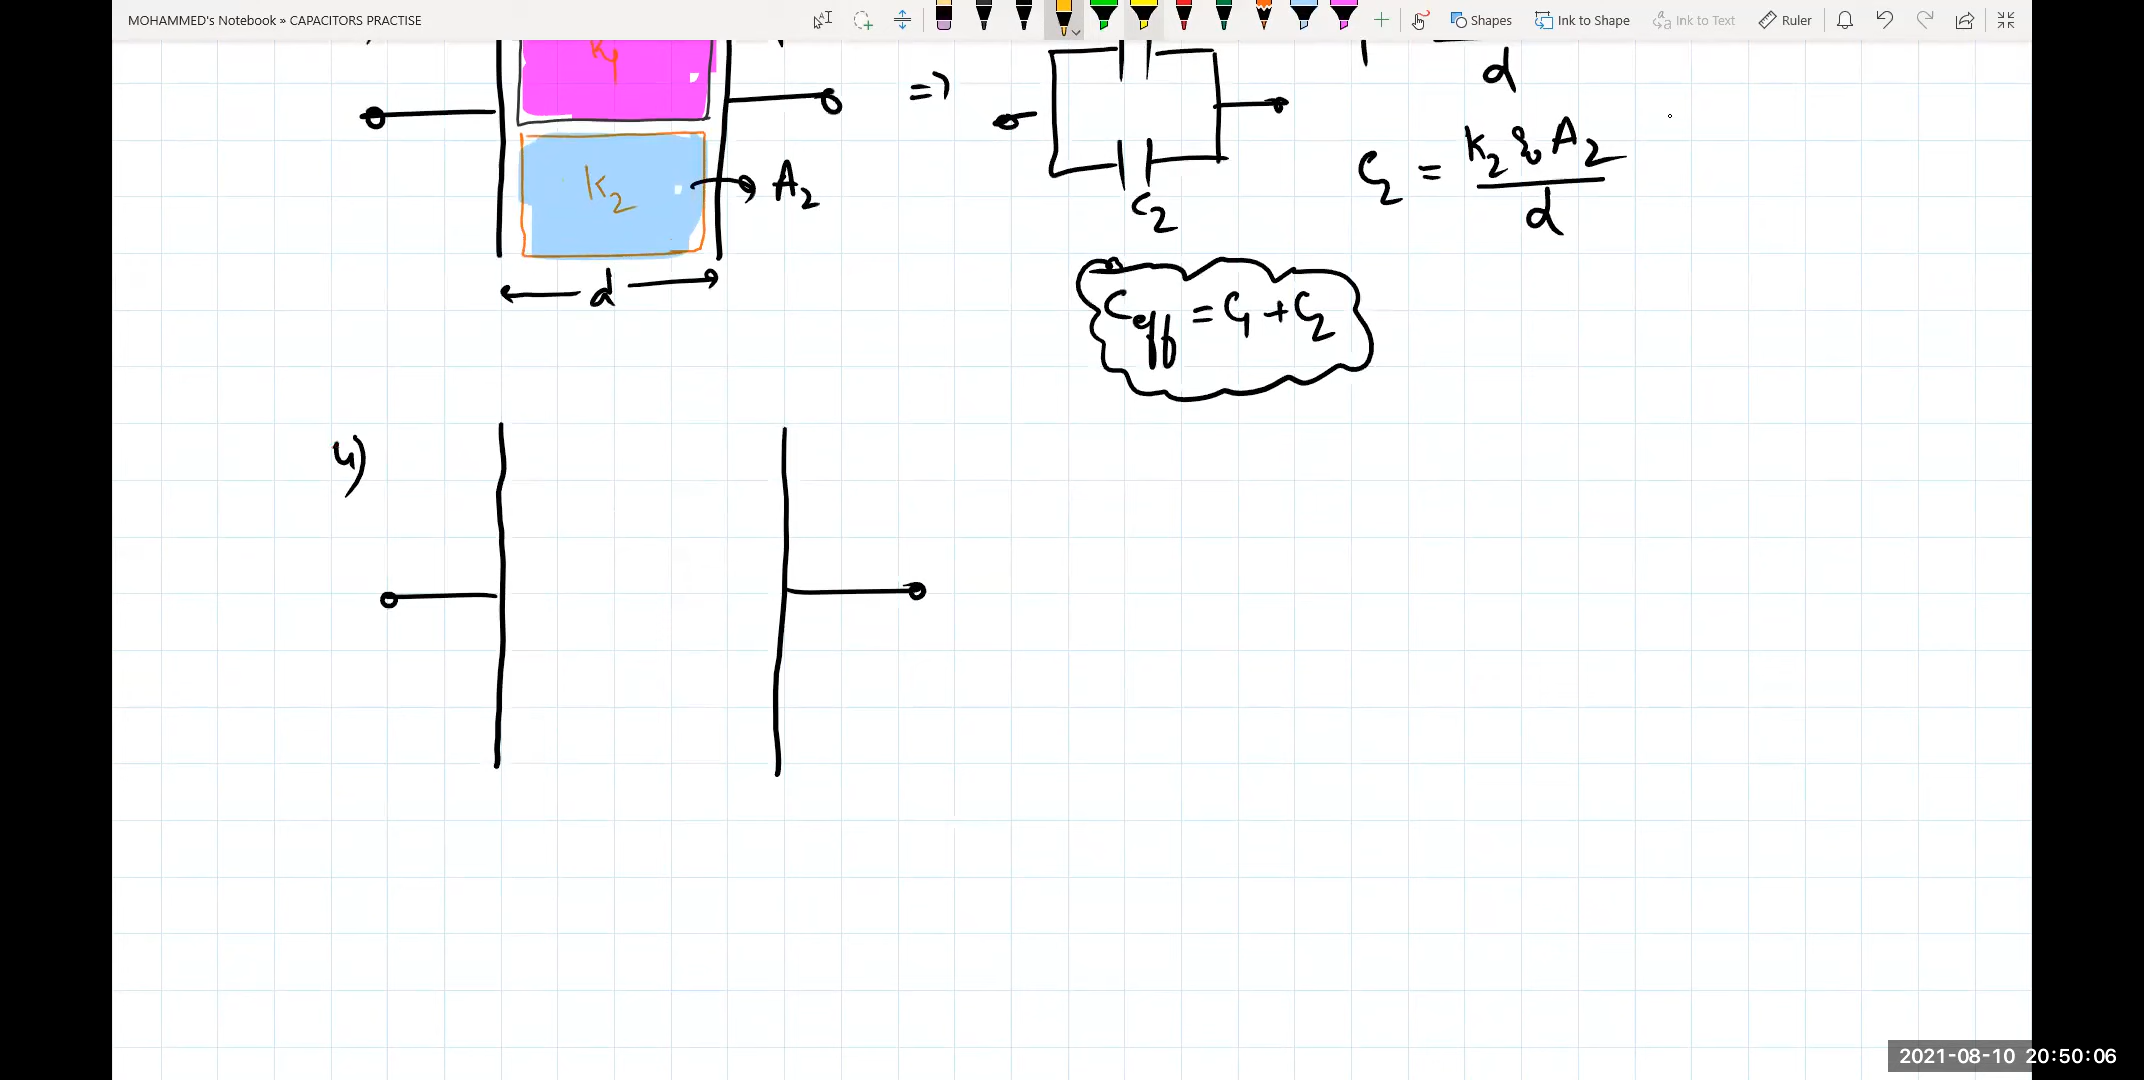 MOHAMMED's Notebook » CAPACITORS PRACTISE
Shapes
Ink to Shape
Ink to Text
Ruler
k1
=>
d
k2
A2
C2
C2 = k2 ε0 A2 / d
d
Ceff = C1 + C2
4)
2021-08-10 20:50:06